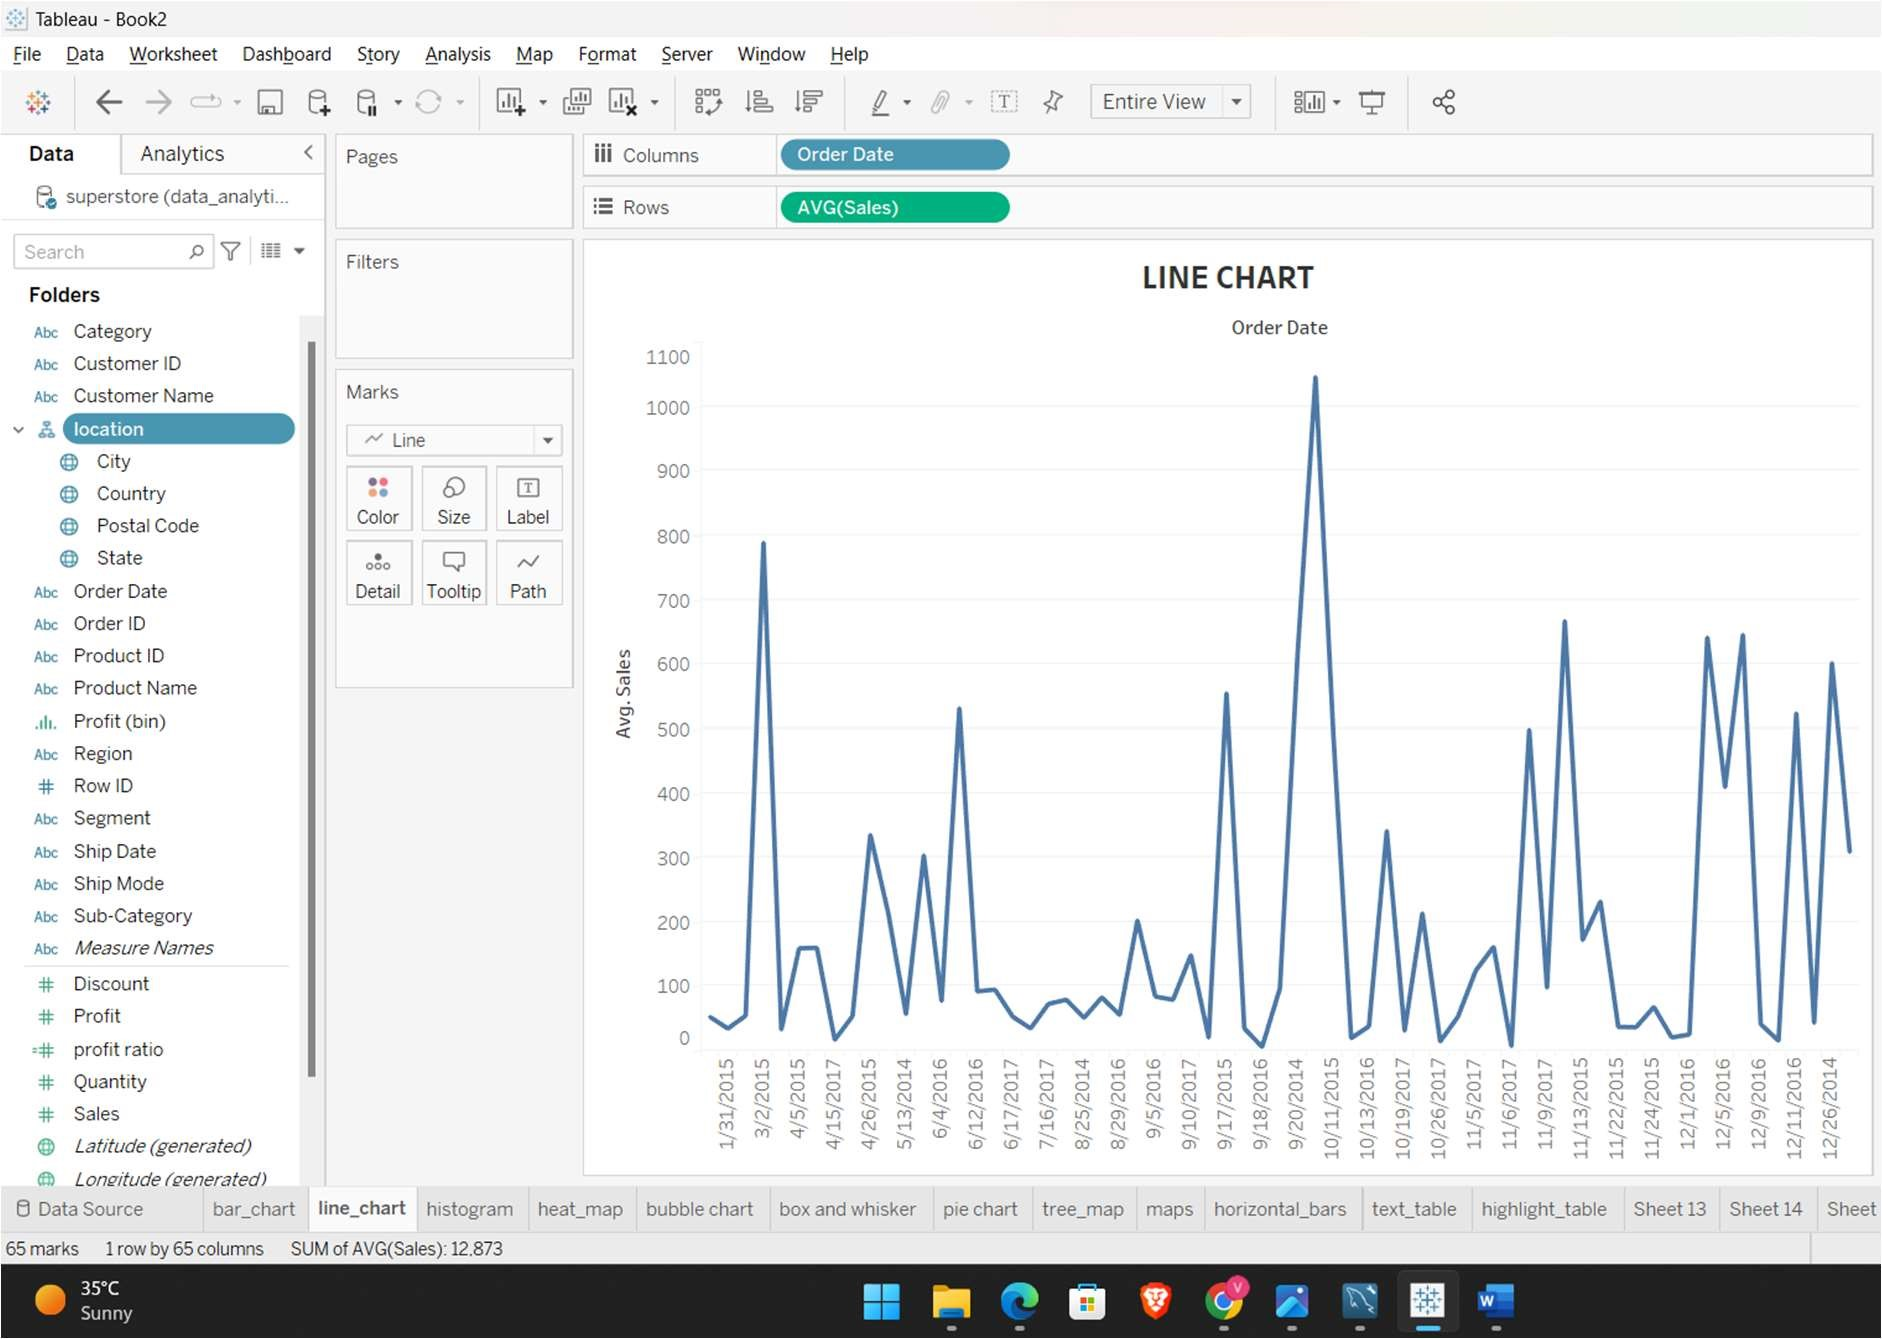 Tableau - Book2
File Data Worksheet Dashboard Story Analysis Map Format Server Window Help
Entire View
Data Analytics
superstore (data_analyti...
Search
Folders
Abc Category
Abc Customer ID
Abc Customer Name
location
City
Country
Postal Code
State
Abc Order Date
Abc Order ID
Abc Product ID
Abc Product Name
Profit (bin)
Abc Region
# Row ID
Abc Segment
Abc Ship Date
Abc Ship Mode
Abc Sub-Category
Abc Measure Names
# Discount
# Profit
=# profit ratio
# Quantity
# Sales
Latitude (generated)
Longitude (generated)
Pages
Filters
Marks
Line
Color Size Label
Detail Tooltip Path
Columns Order Date
Rows AVG(Sales)
LINE CHART
Order Date
Avg. Sales
1100
1000
900
800
700
600
500
400
300
200
100
0
1/31/2015
3/2/2015
4/5/2015
4/15/2017
4/26/2015
5/13/2014
6/4/2016
6/12/2016
6/17/2017
7/16/2017
8/25/2014
8/29/2016
9/5/2016
9/10/2017
9/17/2015
9/18/2016
9/20/2014
10/11/2015
10/13/2016
10/19/2017
10/26/2017
11/5/2017
11/6/2017
11/9/2017
11/13/2015
11/22/2015
11/24/2015
12/1/2016
12/5/2016
12/9/2016
12/11/2016
12/26/2014
Data Source bar_chart line_chart histogram heat_map bubble chart box and whisker pie chart tree_map maps horizontal_bars text_table highlight_table Sheet 13 Sheet 14 Sheet
65 marks 1 row by 65 columns SUM of AVG(Sales): 12,873
35°C
Sunny
V
W